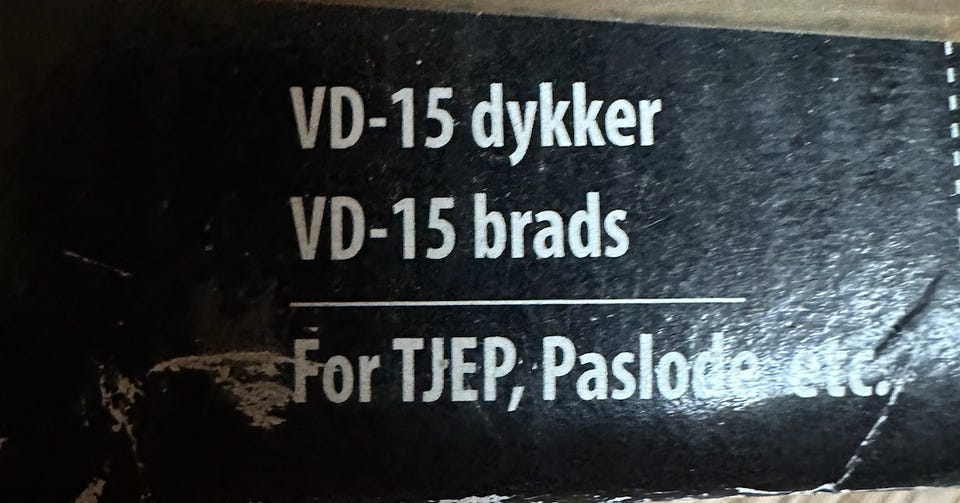 VD-15 dykker
VD-15 brads
For TJEP, Paslode etc.